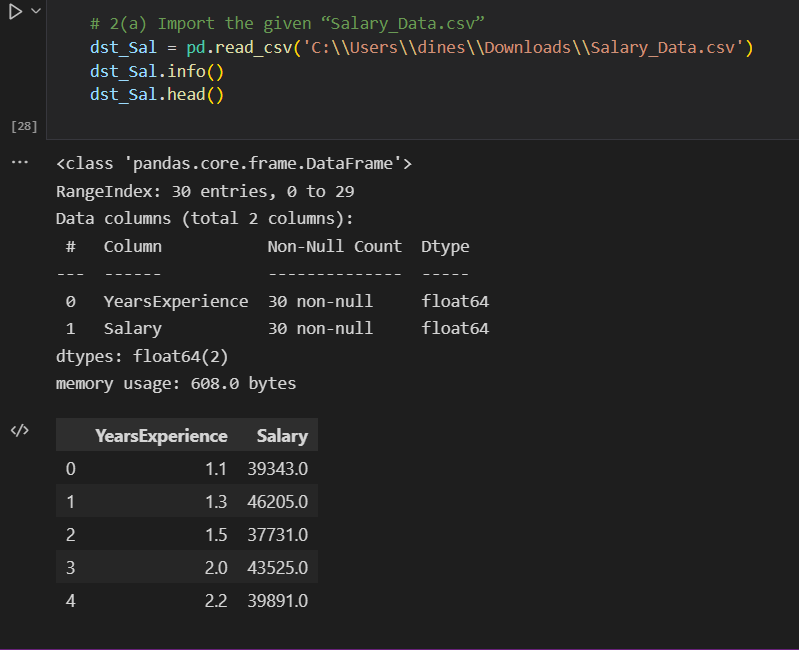 # 2(a) Import the given “Salary_Data.csv”
dst_Sal = pd.read_csv('C:\\Users\\dines\\Downloads\\Salary_Data.csv')
dst_Sal.info()
dst_Sal.head()
[28]
... <class 'pandas.core.frame.DataFrame'>
RangeIndex: 30 entries, 0 to 29
Data columns (total 2 columns):
 #   Column           Non-Null Count  Dtype
---  ------           --------------  -----
 0   YearsExperience  30 non-null     float64
 1   Salary           30 non-null     float64
dtypes: float64(2)
memory usage: 608.0 bytes
</> YearsExperience Salary
0 1.1 39343.0
1 1.3 46205.0
2 1.5 37731.0
3 2.0 43525.0
4 2.2 39891.0